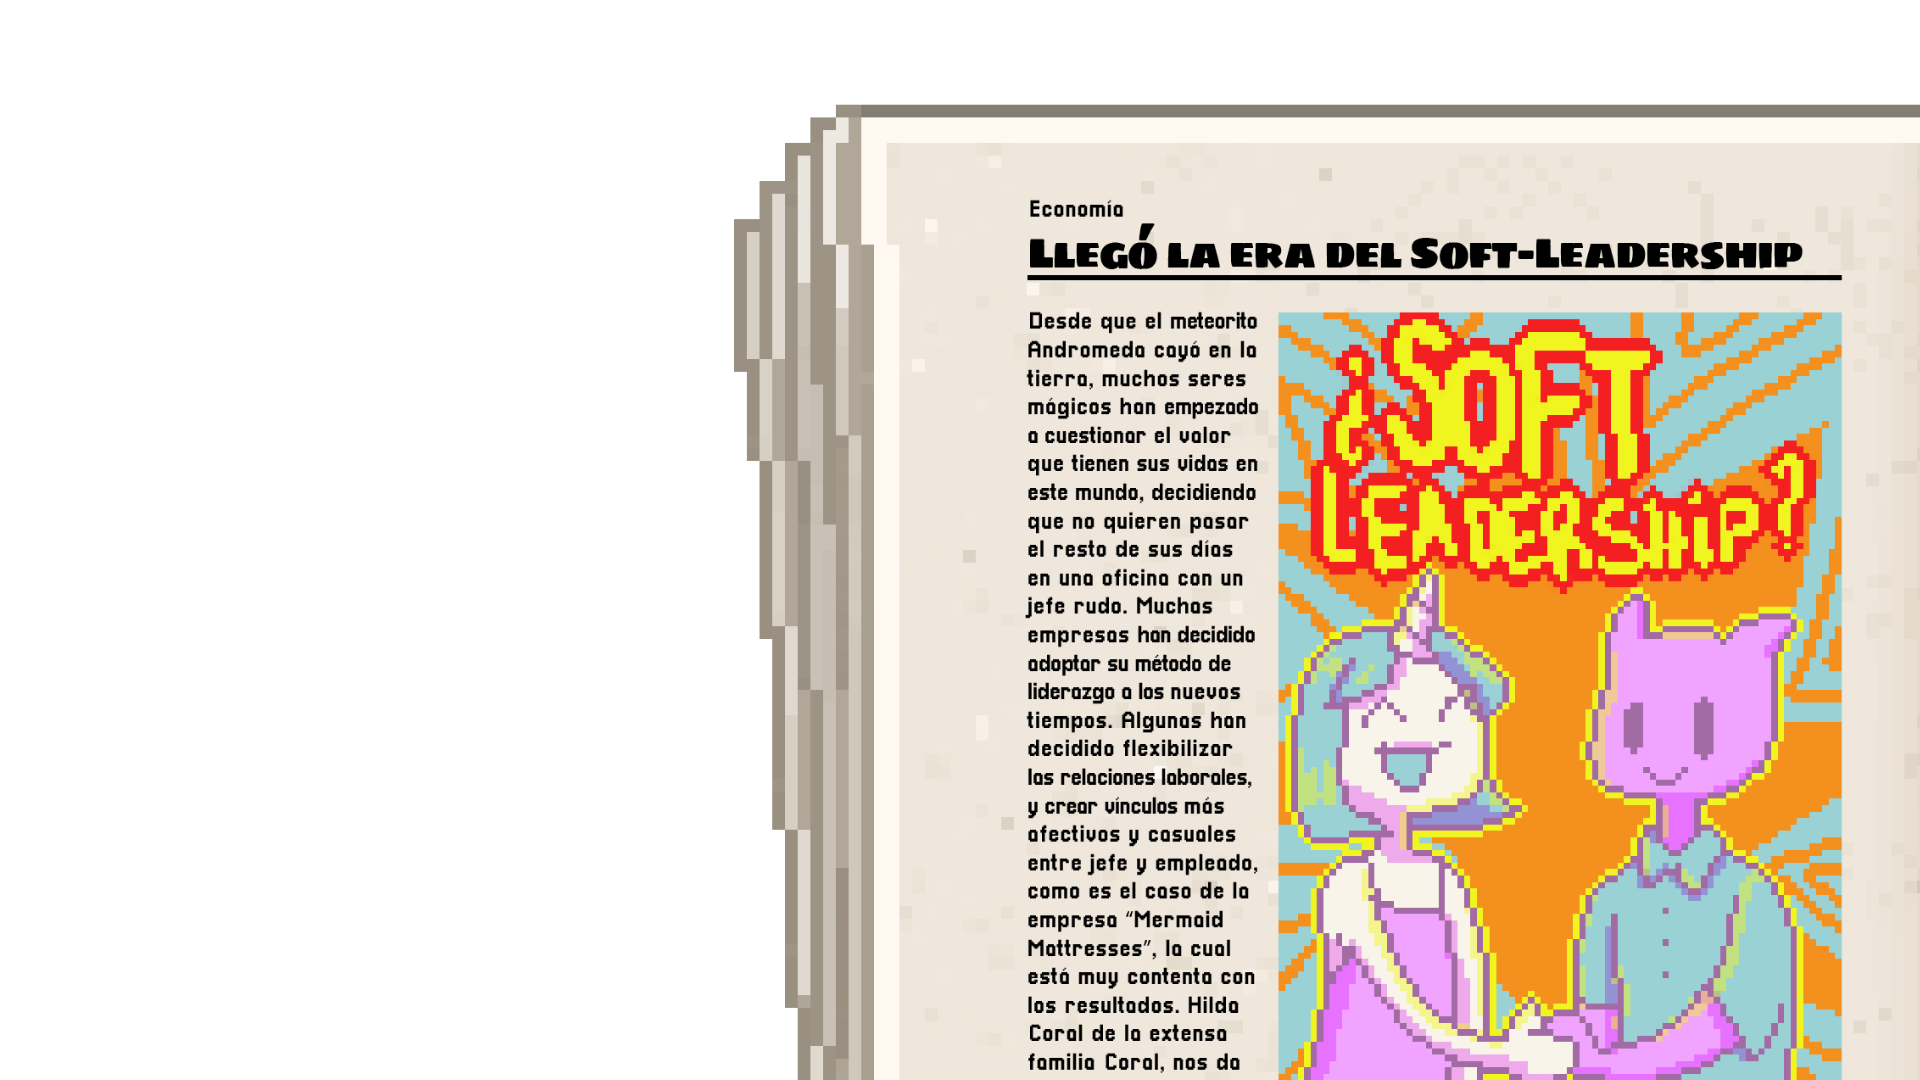 Economía
Llegó la era del Soft-Leadership
Desde que el meteorito
Andromeda cayó en la
tierra, muchos seres
mágicos han empezado
a cuestionar el valor
que tienen sus vidas en
este mundo, decidiendo
que no quieren pasar
el resto de sus días
en una oficina con un
jefe rudo. Muchas
empresas han decidido
adoptar su método de
liderazgo a los nuevos
tiempos. Algunas han
decidido flexibilizar
las relaciones laborales,
y crear vínculos más
afectivos y casuales
entre jefe y empleado,
como es el caso de la
empresa "Mermaid
Mattresses", la cual
está muy contenta con
los resultados. Hilda
Coral de la extensa
familia Coral, nos da
¿SOFT
LEADERSHIP?